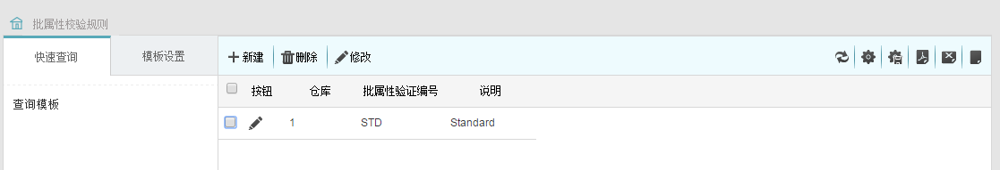 批属性校验规则
快速查询 模板设置 新建 删除 修改
查询模板
按钮 仓库 批属性验证编号 说明
1 STD Standard